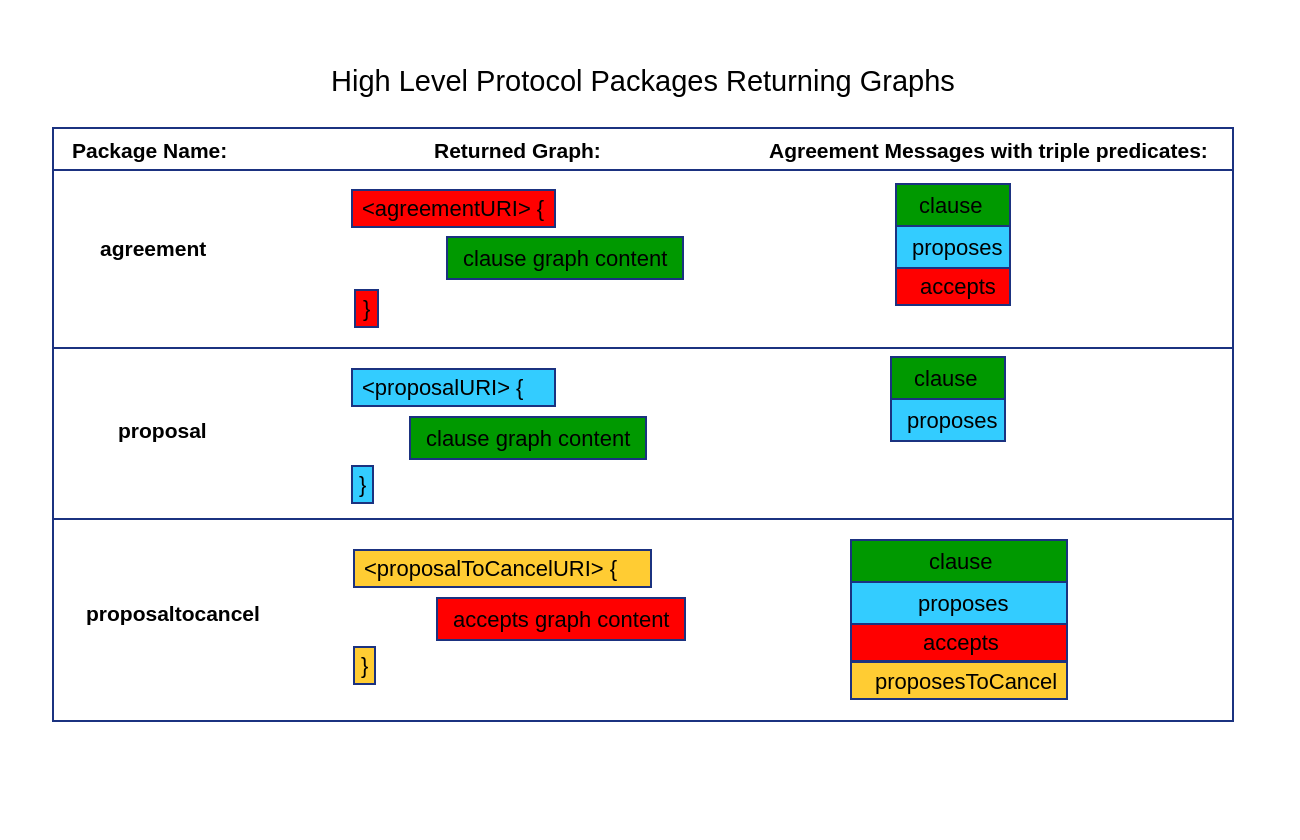 High Level Protocol Packages Returning Graphs
Package Name: Returned Graph: Agreement Messages with triple predicates:
agreement
<agreementURI> {
clause graph content
}
clause
proposes
accepts
proposal
<proposalURI> {
clause graph content
}
clause
proposes
proposaltocancel
<proposalToCancelURI> {
accepts graph content
}
clause
proposes
accepts
proposesToCancel